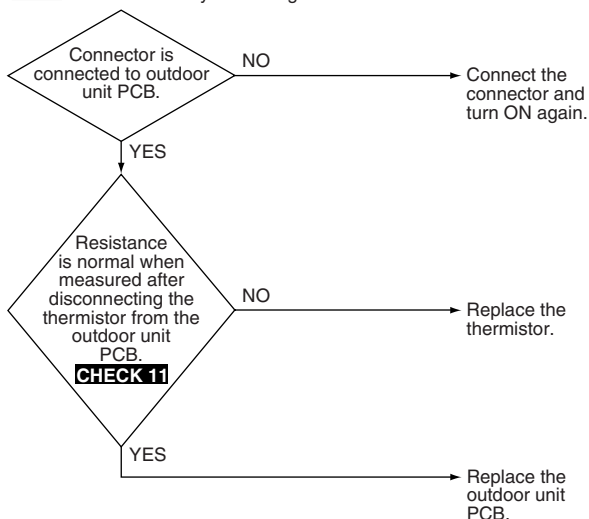 Connector is
connected to outdoor
unit PCB.
NO
Connect the
connector and
turn ON again.
YES
Resistance
is normal when
measured after
disconnecting the
thermistor from the
outdoor unit
PCB.
CHECK 11
NO
Replace the
thermistor.
YES
Replace the
outdoor unit
PCB.